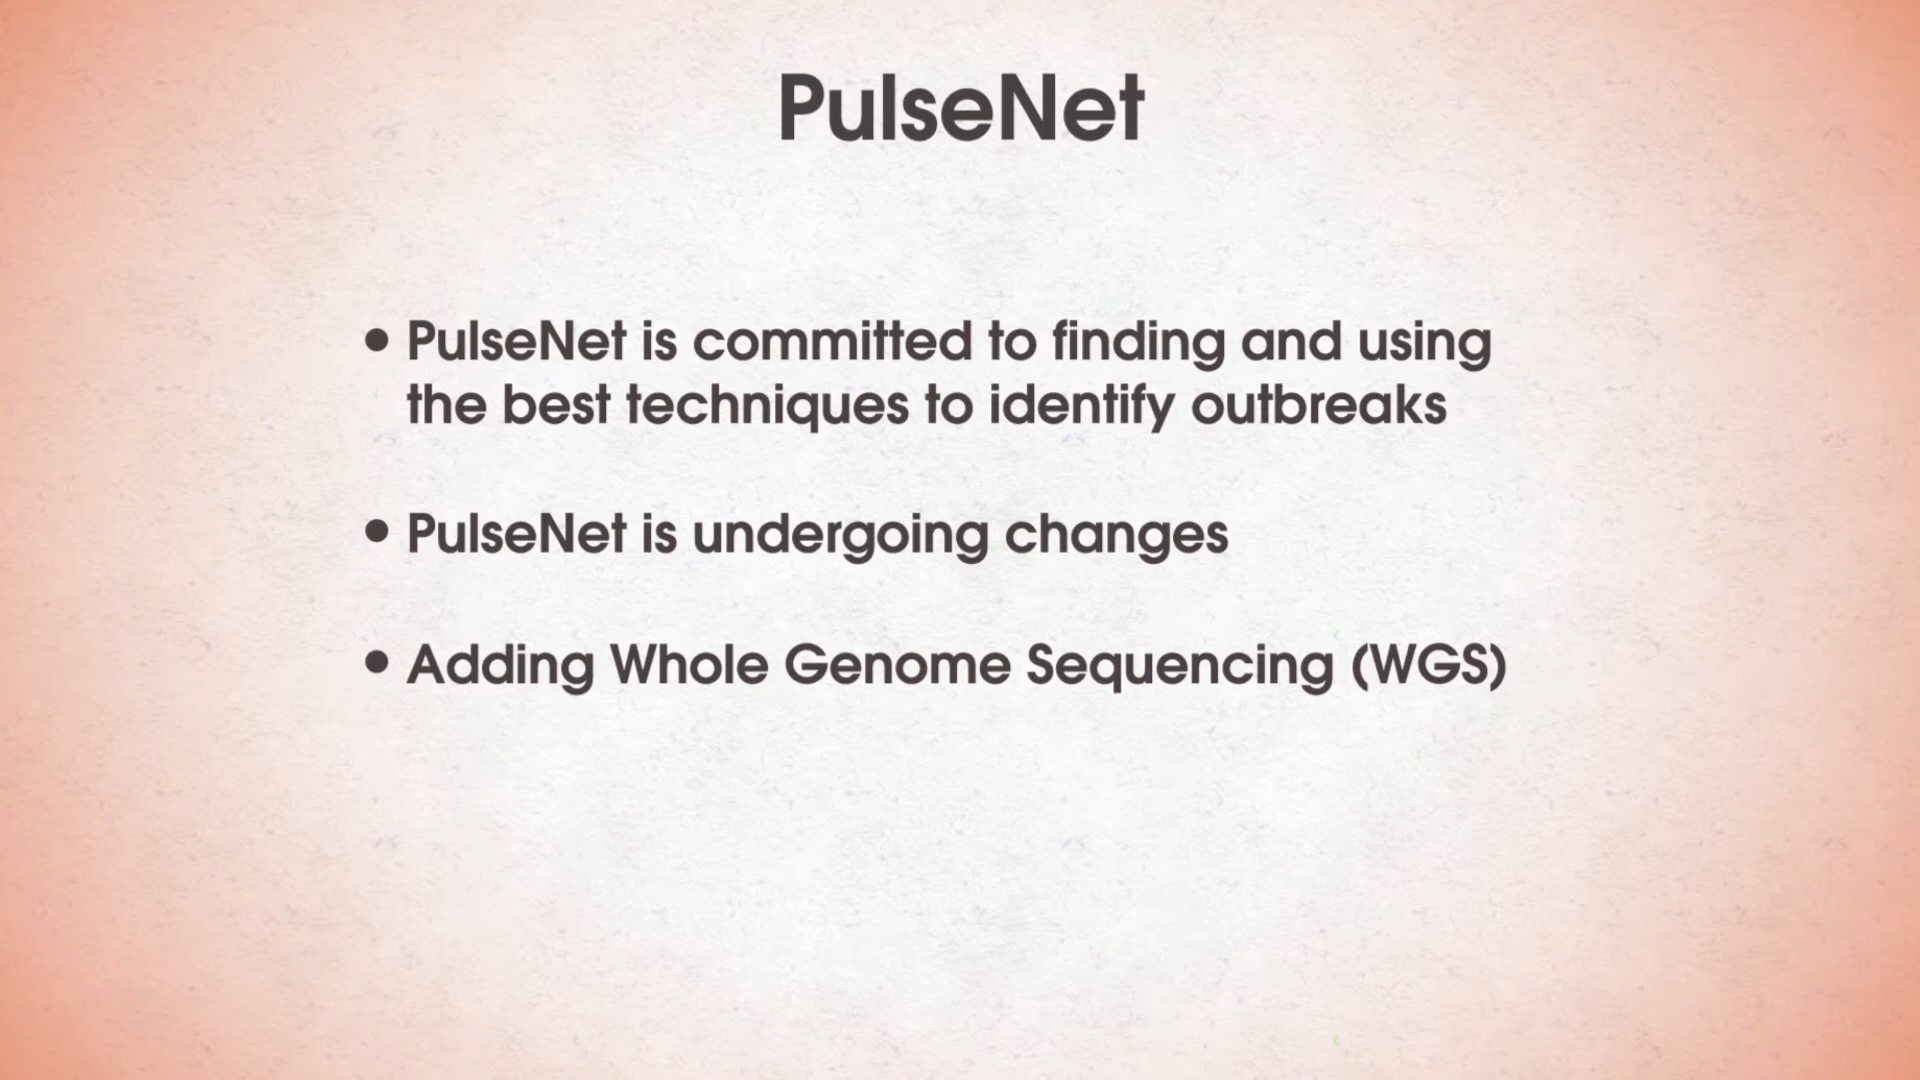 PulseNet
• PulseNet is committed to finding and using
the best techniques to identify outbreaks
• PulseNet is undergoing changes
• Adding Whole Genome Sequencing (WGS)